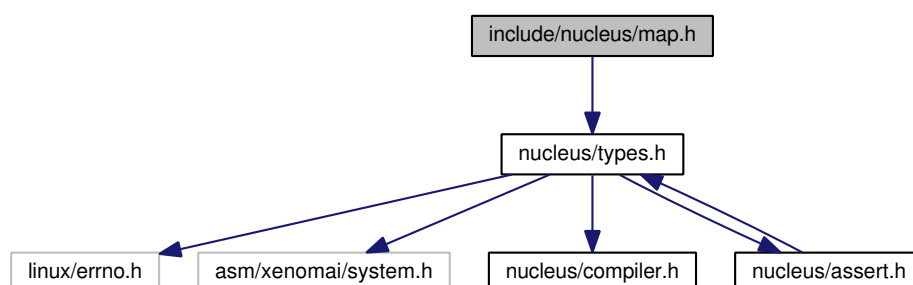 include/nucleus/map.h
nucleus/types.h
linux/errno.h
asm/xenomai/system.h
nucleus/compiler.h
nucleus/assert.h